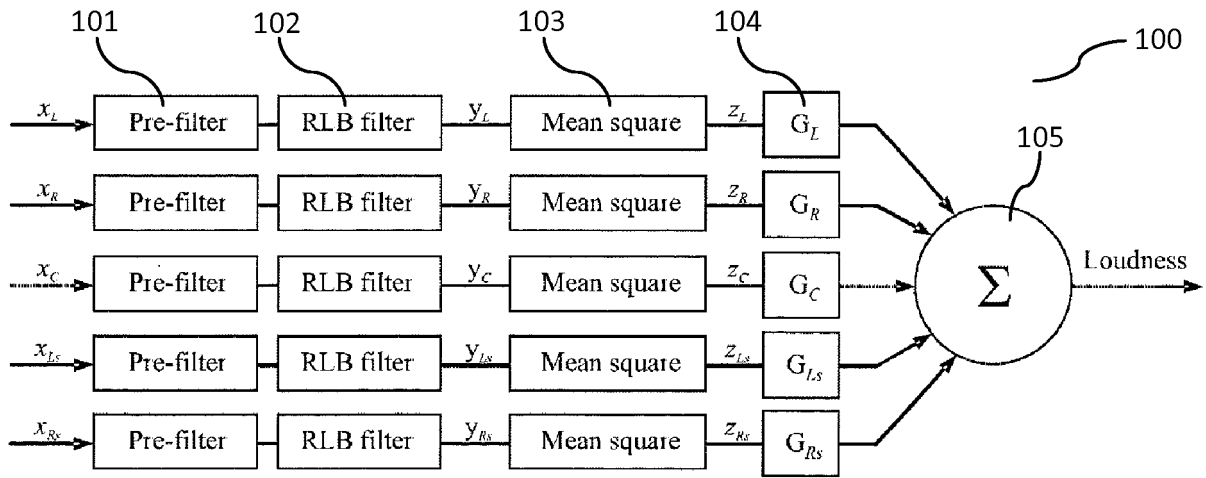 101 102 103 104 100
x_L Pre-filter RLB filter y_L Mean square z_L G_L
105
x_R Pre-filter RLB filter y_R Mean square z_R G_R
x_C Pre-filter RLB filter y_C Mean square z_C G_C Σ Loudness
x_Ls Pre-filter RLB filter y_Ls Mean square z_Ls G_Ls
x_Rs Pre-filter RLB filter y_Rs Mean square z_Rs G_Rs